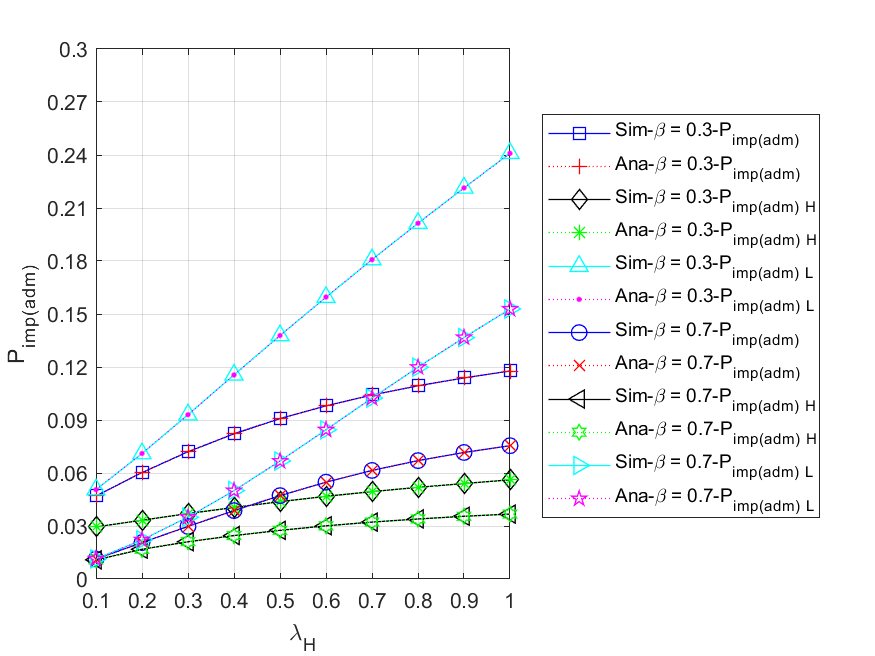 0.3
0.27
0.24
0.21
0.18
0.15
0.12
0.09
0.06
0.03
0
P_imp(adm)
0.1 0.2 0.3 0.4 0.5 0.6 0.7 0.8 0.9 1
λ_H
Sim-β = 0.3-P_imp(adm)
Ana-β = 0.3-P_imp(adm)
Sim-β = 0.3-P_imp(adm) H
Ana-β = 0.3-P_imp(adm) H
Sim-β = 0.3-P_imp(adm) L
Ana-β = 0.3-P_imp(adm) L
Sim-β = 0.7-P_imp(adm)
Ana-β = 0.7-P_imp(adm)
Sim-β = 0.7-P_imp(adm) H
Ana-β = 0.7-P_imp(adm) H
Sim-β = 0.7-P_imp(adm) L
Ana-β = 0.7-P_imp(adm) L